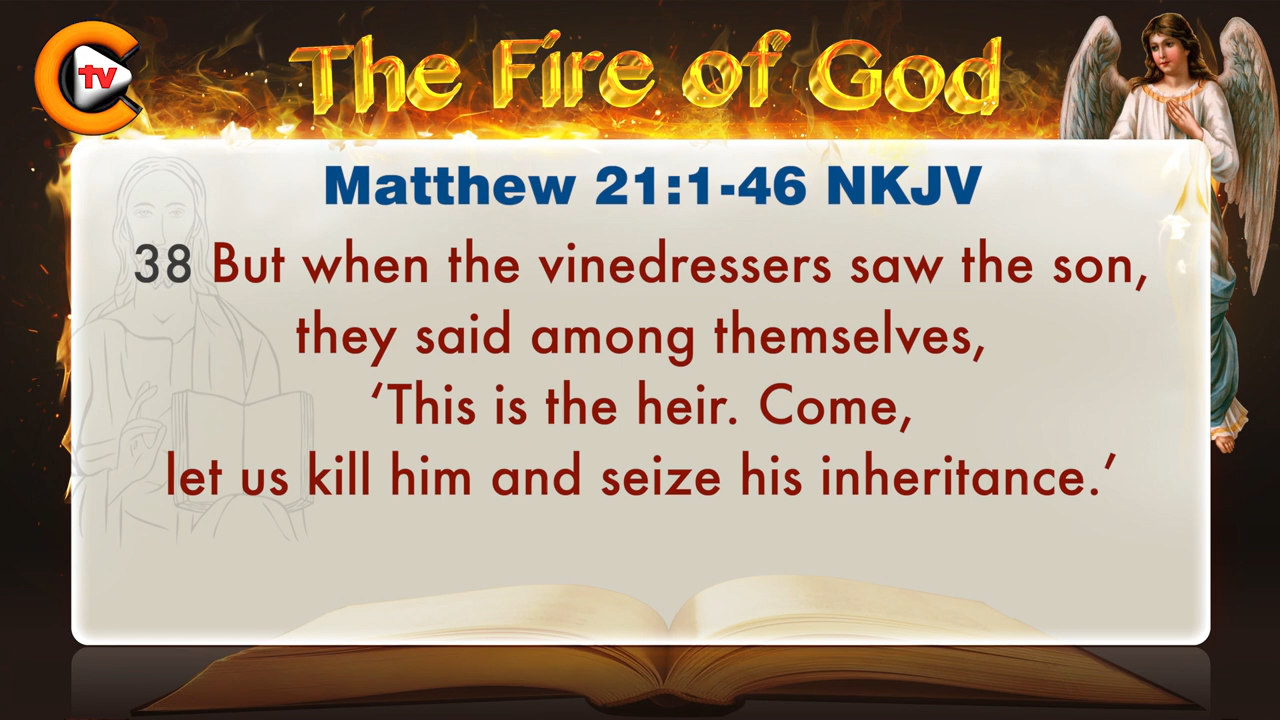 tv
The Fire of God
Matthew 21:1-46 NKJV
38 But when the vinedressers saw the son,
they said among themselves,
‘This is the heir. Come,
let us kill him and seize his inheritance.’